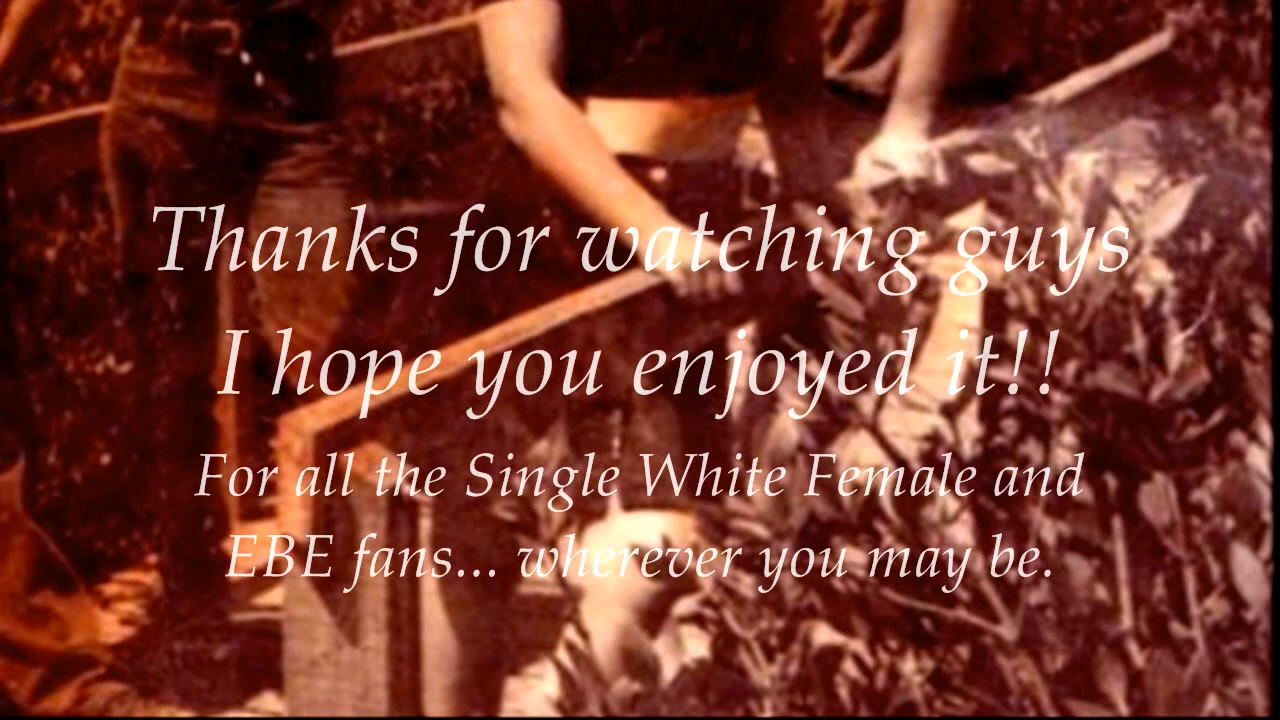 Thanks for watching guys
I hope you enjoyed it!!
For all the Single White Female and
EBE fans... wherever you may be.